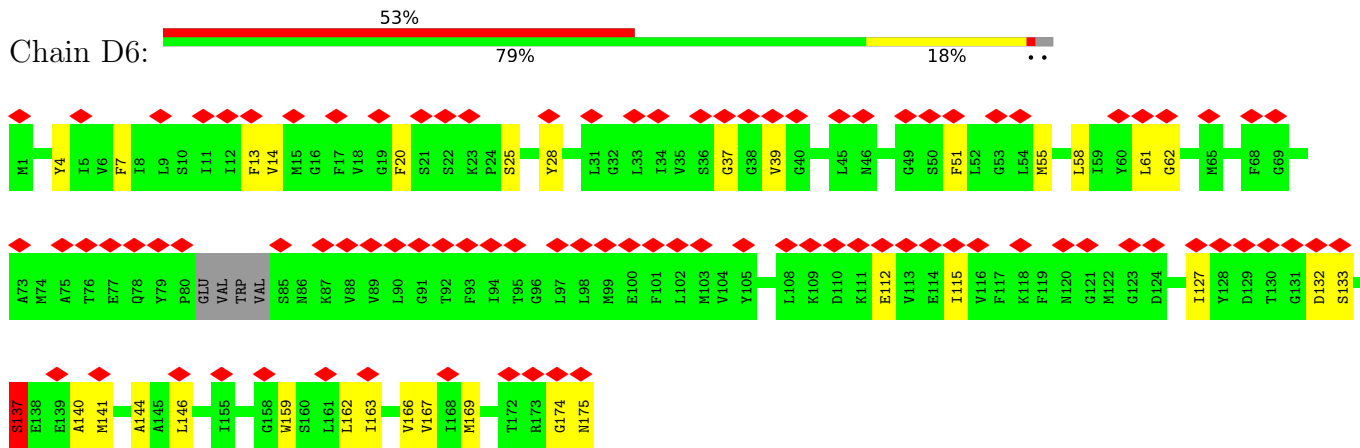 53%
Chain D6:
79% 18% • •
M1 Y4 I5 V6 F7 I8 L9 S10 I11 I12 F13 V14 M15 G16 F17 V18 G19 F20 S21 S22 K23 P24 S25 Y28 L31 G32 L33 I34 V35 S36 G37 G38 V39 G40 L45 N46 G49 S50 F51 L52 G53 L54 M55 L58 I59 Y60 L61 G62 M65 F68 G69
A73 M74 A75 T76 E77 Q78 Y79 P80 GLU VAL TRP VAL S85 N86 K87 V88 V89 L90 G91 T92 F93 I94 T95 G96 L97 L98 M99 E100 F101 L102 M103 V104 Y105 L108 K109 D110 K111 E112 V113 E114 I115 V116 F117 K118 F119 N120 G121 M122 G123 D124 I127 Y128 D129 T130 G131 D132 S133
S137 E138 E139 A140 M141 A144 A145 L146 I155 G158 W159 S160 L161 L162 I163 V166 V167 I168 M169 T172 R173 G174 N175